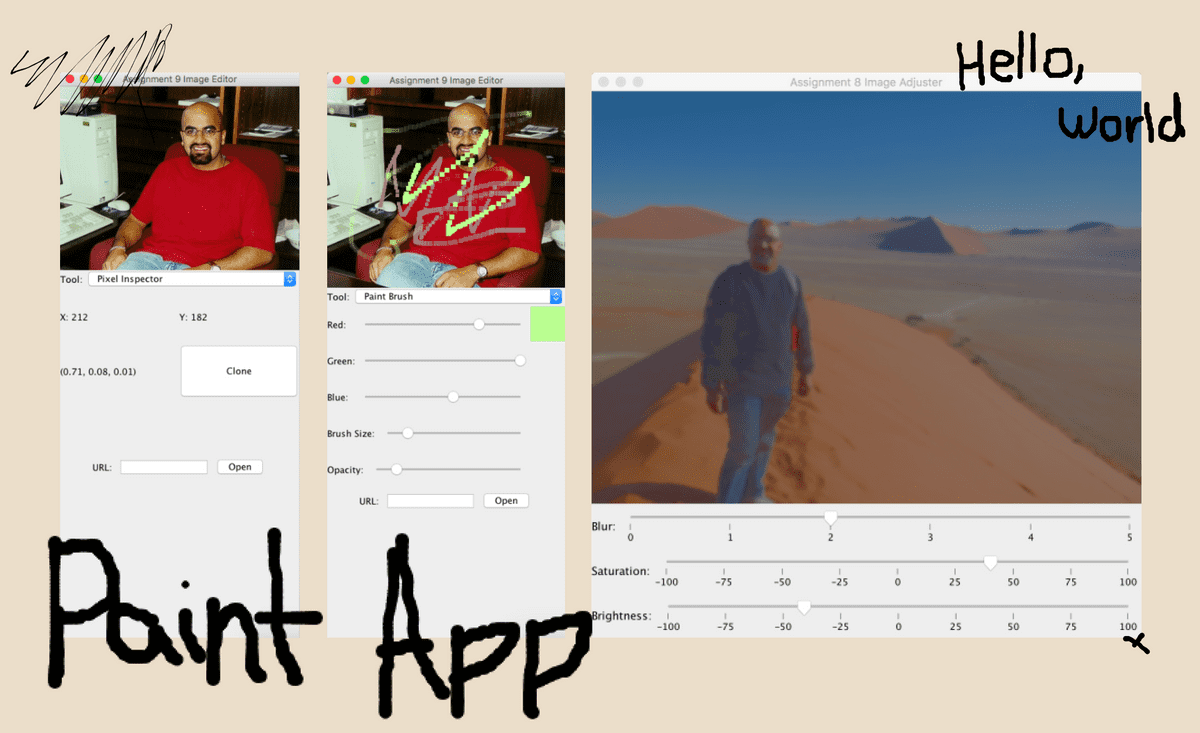 Hello,
World
Assignment 9 Image Editor
Tool: Pixel Inspector
X: 212 Y: 182
(0.71, 0.08, 0.01)
Clone
URL: Open
Assignment 9 Image Editor
Tool: Paint Brush
Red:
Green:
Blue:
Brush Size:
Opacity:
URL: Open
Assignment 8 Image Adjuster
Blur:
0 1 2 3 4 5
Saturation:
-100 -75 -50 -25 0 25 50 75 100
Brightness:
-100 -75 -50 -25 0 25 50 75 100
x
Paint App